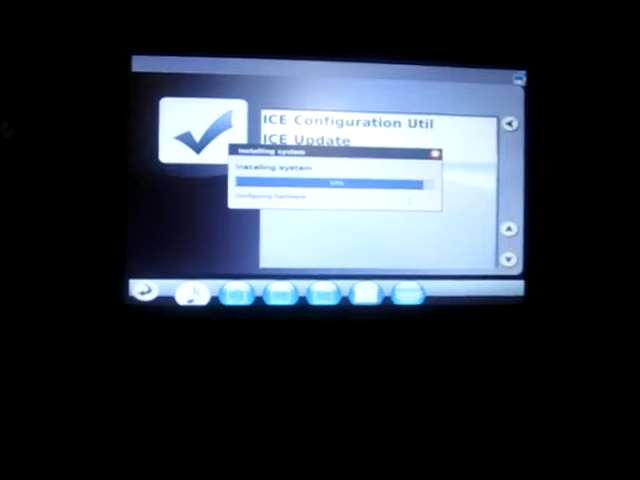 ICE Configuration Util
ICE Update
Installing system
Installing system
Configuring hardware